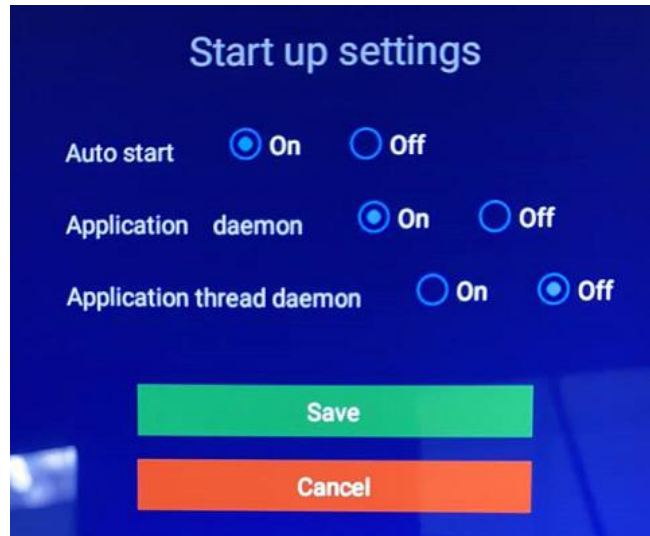 Start up settings
Auto start On Off
Application daemon On Off
Application thread daemon On Off
Save
Cancel